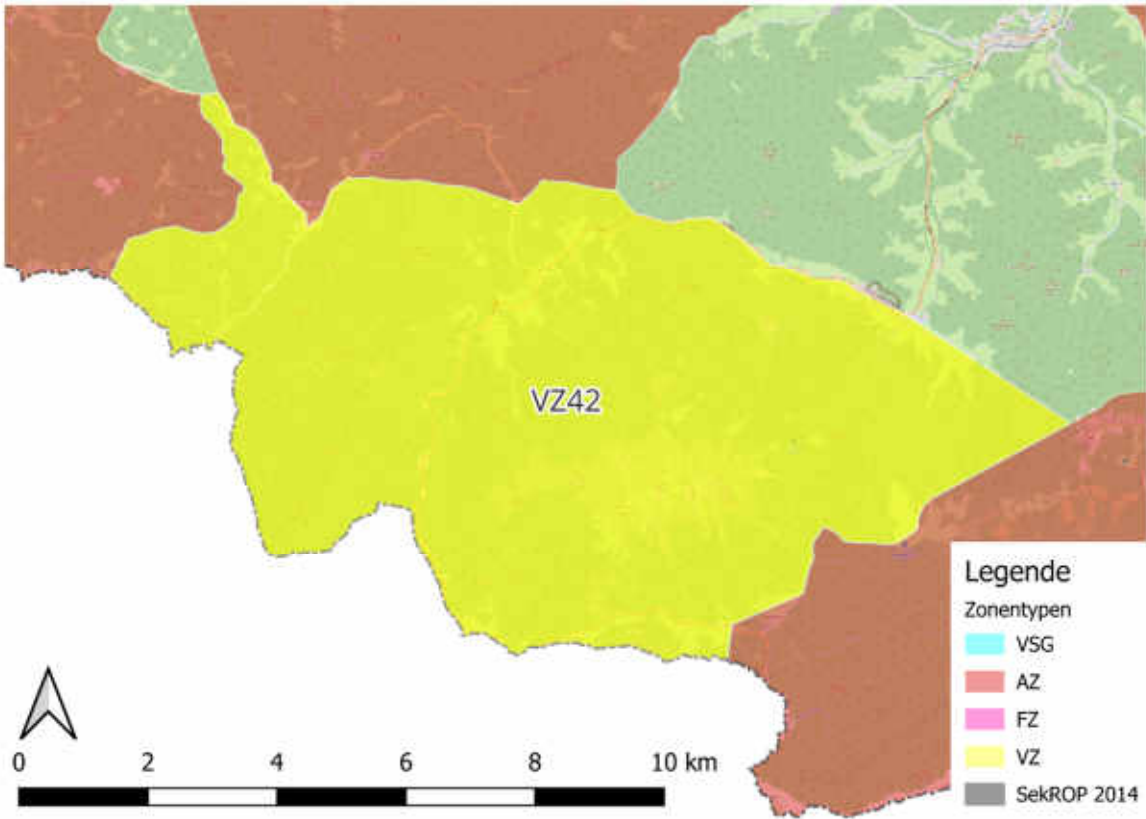 VZ42
Legende
Zonentypen
VSG
AZ
FZ
VZ
SekROP 2014
0 2 4 6 8 10 km